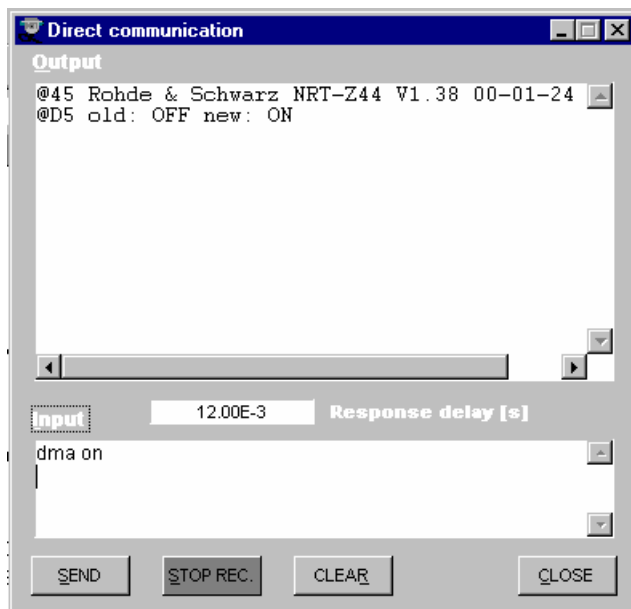 Direct communication
Output
@45 Rohde & Schwarz NRT-Z44 V1.38 00-01-24
@D5 old: OFF new: ON
Input 12.00E-3 Response delay [s]
dma on
SEND STOP REC. CLEAR CLOSE